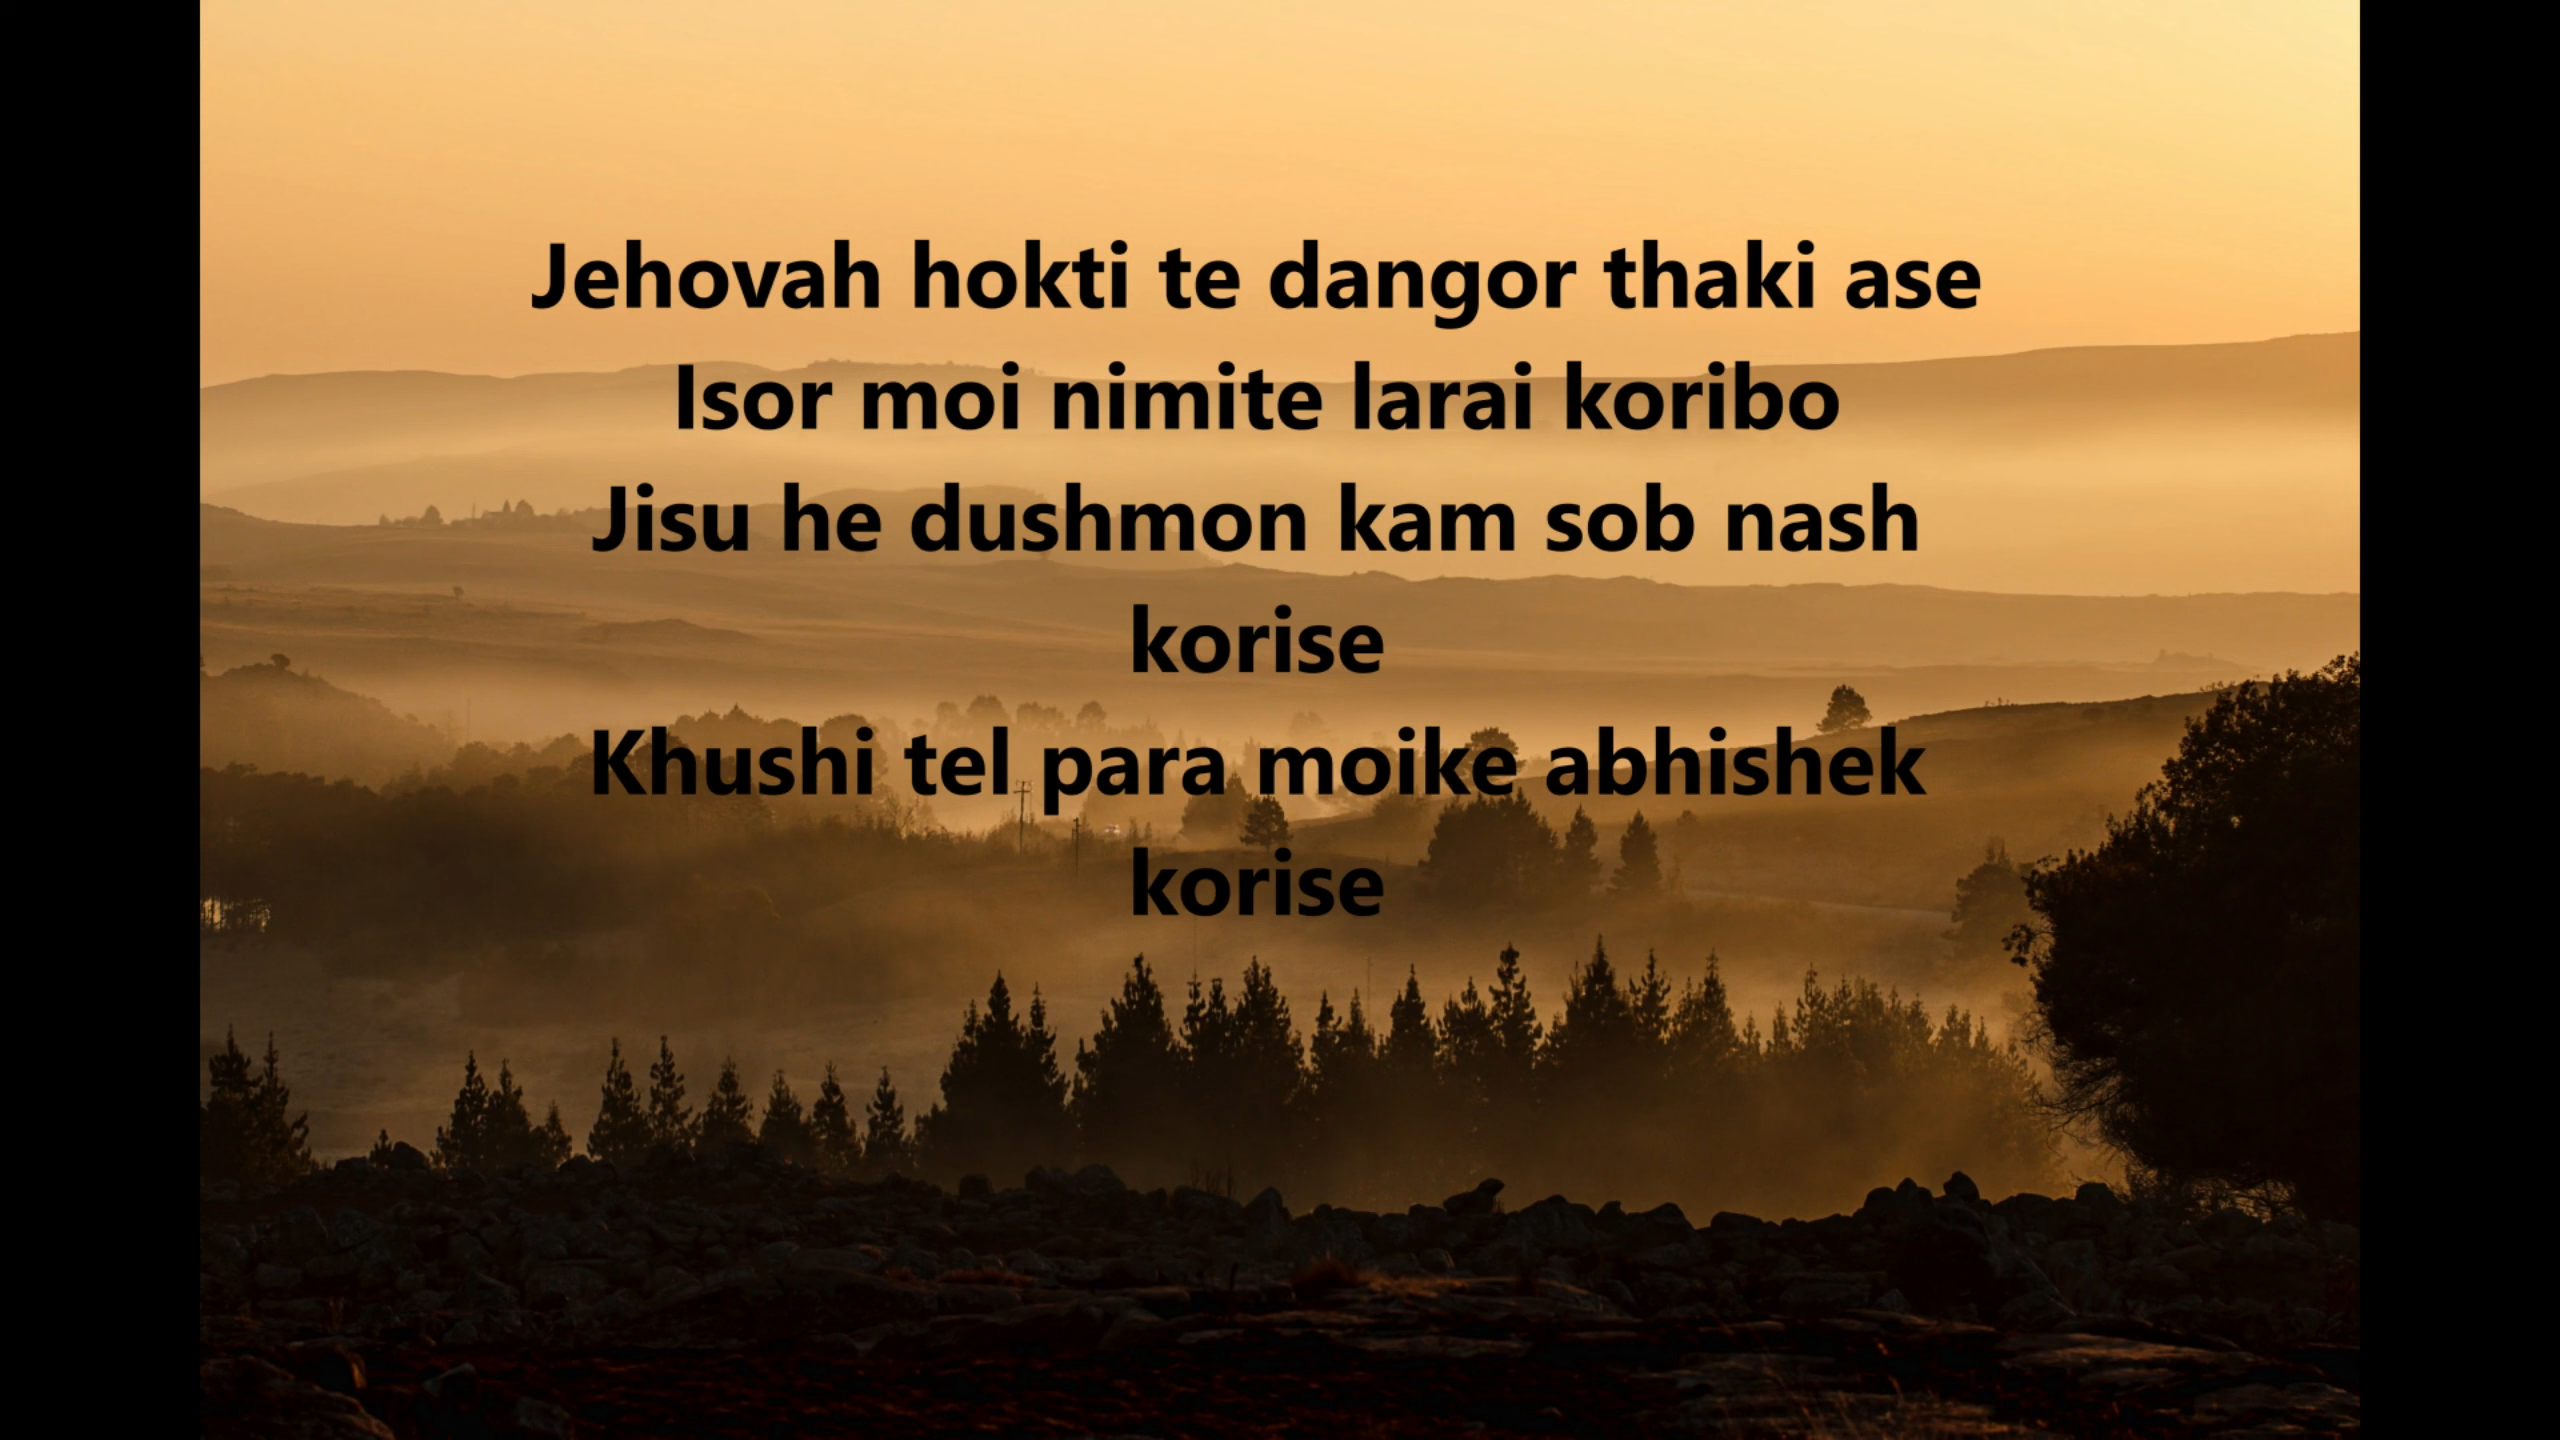 Jehovah hokti te dangor thaki ase
Isor moi nimite larai koribo
Jisu he dushmon kam sob nash
korise
Khushi tel para moike abhishek
korise